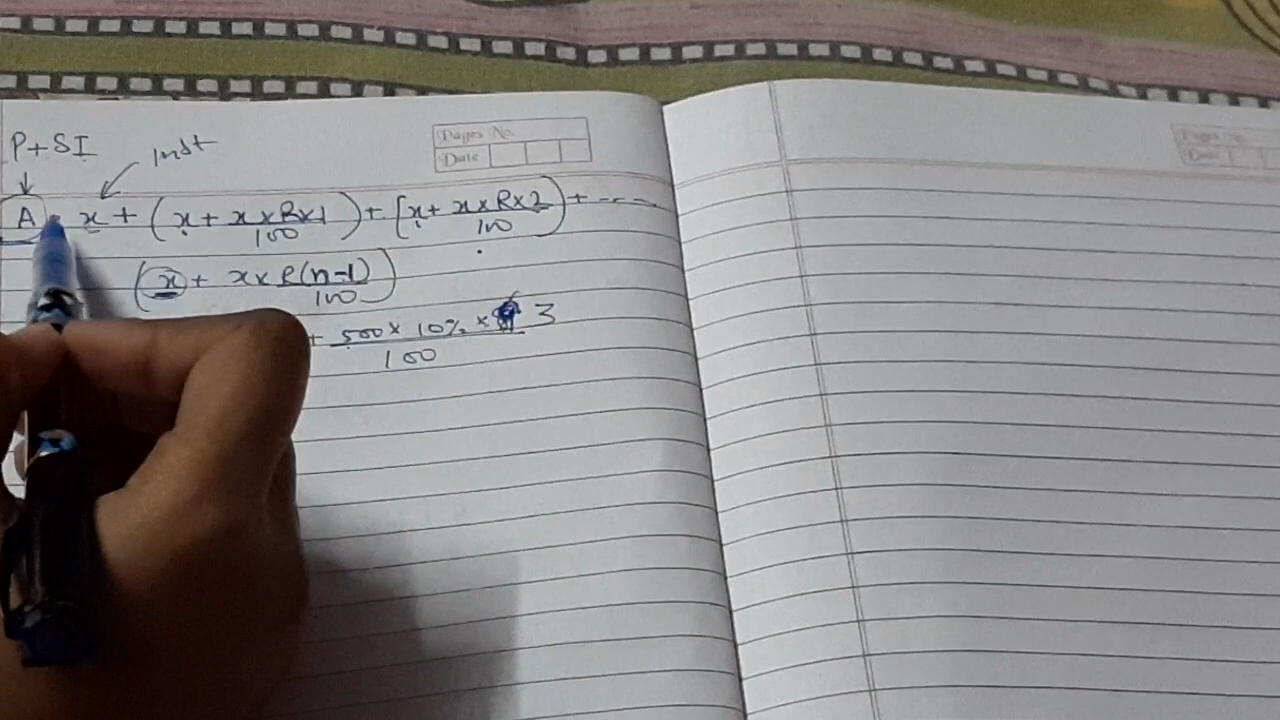 P+SI
inst
Pages No.
Date
A = x + (x + x×R×1/100) + [x + x×R×2/100) + ----
(x + x×R(n-1)/100)
+ 500 × 10% × 3/100